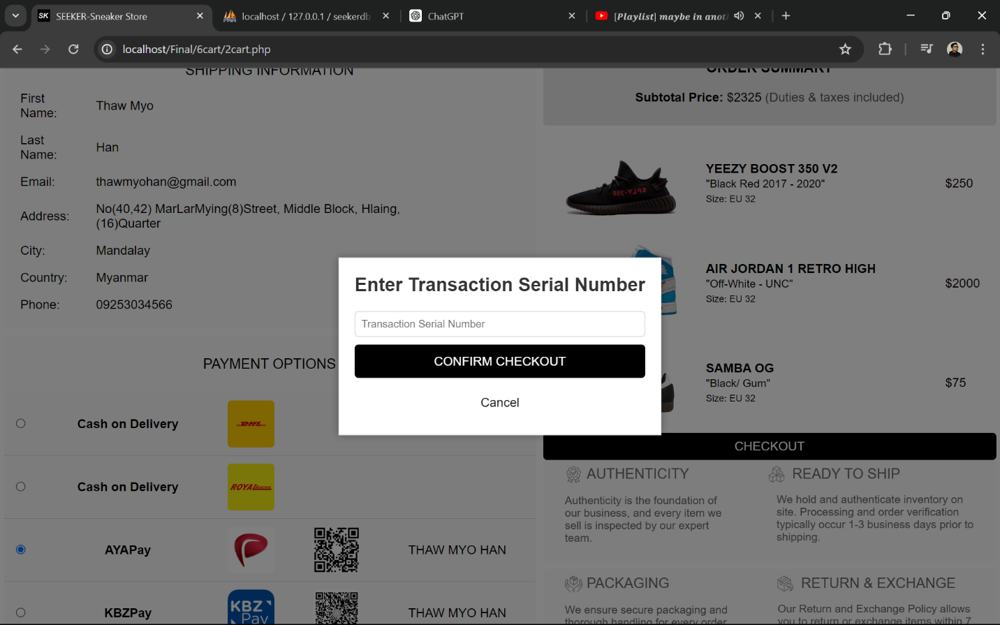 SEEKER-Sneaker Store
localhost / 127.0.0.1 / seekerdb
ChatGPT
[Playlist] maybe in anot
localhost/Final/6cart/2cart.php
SHIPPING INFORMATION
First
Name:
Thaw Myo
Last
Name:
Han
Email:
thawmyohan@gmail.com
Address:
No(40,42) MarLarMying(8)Street, Middle Block, Hlaing,
(16)Quarter
City:
Mandalay
Country:
Myanmar
Phone:
09253034566
PAYMENT OPTIONS
Cash on Delivery
DHL
Cash on Delivery
ROYAL Express
AYAPay
THAW MYO HAN
KBZPay
KBZ
Pay
THAW MYO HAN
ORDER SUMMARY
Subtotal Price: $2325 (Duties & taxes included)
SPLY-350
YEEZY BOOST 350 V2
"Black Red 2017 - 2020"
Size: EU 32
$250
AIR JORDAN 1 RETRO HIGH
"Off-White - UNC"
Size: EU 32
$2000
SAMBA OG
"Black/ Gum"
Size: EU 32
$75
CHECKOUT
AUTHENTICITY
Authenticity is the foundation of
our business, and every item we
sell is inspected by our expert
team.
READY TO SHIP
We hold and authenticate inventory on
site. Processing and order verification
typically occur 1-3 business days prior to
shipping.
PACKAGING
We ensure secure packaging and
thorough handling for every order
RETURN & EXCHANGE
Our Return and Exchange Policy allows
you to return or exchange items within 7
Enter Transaction Serial Number
Transaction Serial Number
CONFIRM CHECKOUT
Cancel